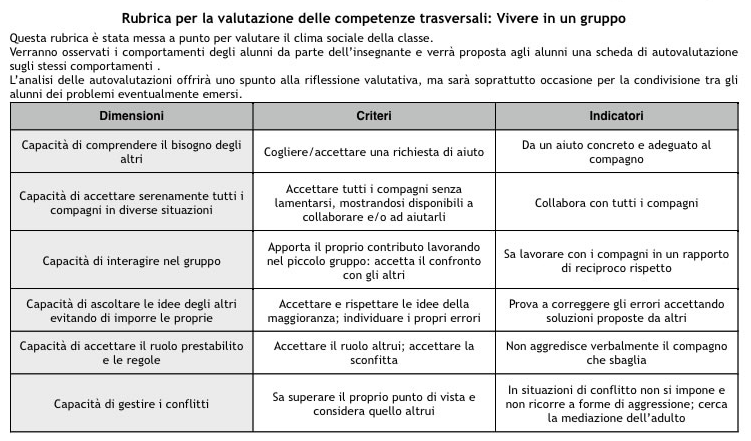 Rubrica per la valutazione delle competenze trasversali: Vivere in un gruppo
Questa rubrica è stata messa a punto per valutare il clima sociale della classe.
Verranno osservati i comportamenti degli alunni da parte dell'insegnante e verrà proposta agli alunni una scheda di autovalutazione
sugli stessi comportamenti .
L'analisi delle autovalutazioni offrirà uno spunto alla riflessione valutativa, ma sarà soprattutto occasione per la condivisione tra gli
alunni dei problemi eventualmente emersi.
Dimensioni
Criteri
Indicatori
Capacità di comprendere il bisogno degli
altri
Cogliere/accettare una richiesta di aiuto
Da un aiuto concreto e adeguato al
compagno
Capacità di accettare serenamente tutti i
compagni in diverse situazioni
Accettare tutti i compagni senza
lamentarsi, mostrandosi disponibili a
collaborare e/o ad aiutarli
Collabora con tutti i compagni
Capacità di interagire nel gruppo
Apporta il proprio contributo lavorando
nel piccolo gruppo: accetta il confronto
con gli altri
Sa lavorare con i compagni in un rapporto
di reciproco rispetto
Capacità di ascoltare le idee degli altri
evitando di imporre le proprie
Accettare e rispettare le idee della
maggioranza; individuare i propri errori
Prova a correggere gli errori accettando
soluzioni proposte da altri
Capacità di accettare il ruolo prestabilito
e le regole
Accettare il ruolo altrui; accettare la
sconfitta
Non aggredisce verbalmente il compagno
che sbaglia
Capacità di gestire i conflitti
Sa superare il proprio punto di vista e
considera quello altrui
In situazioni di conflitto non si impone e
non ricorre a forme di aggressione; cerca
la mediazione dell'adulto